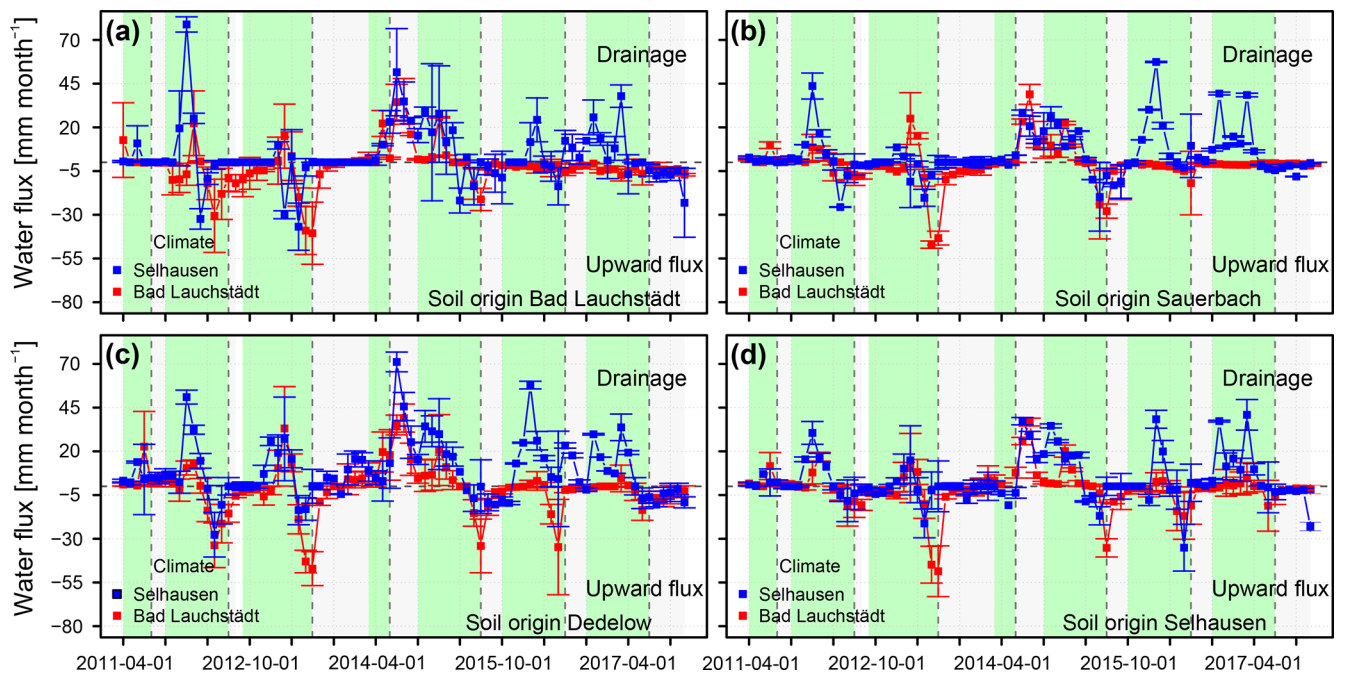 Water flux [mm month⁻¹]
70
45
20
−5
−30
−55
−80
(a)
Drainage
Climate
Selhausen
Bad Lauchstädt
Upward flux
Soil origin Bad Lauchstädt
(b)
Drainage
Climate
Selhausen
Bad Lauchstädt
Upward flux
Soil origin Sauerbach
Water flux [mm month⁻¹]
70
45
20
−5
−30
−55
−80
(c)
Drainage
Climate
Selhausen
Bad Lauchstädt
Upward flux
Soil origin Dedelow
(d)
Drainage
Climate
Selhausen
Bad Lauchstädt
Upward flux
Soil origin Selhausen
2011-04-01 2012-10-01 2014-04-01 2015-10-01 2017-04-01
2011-04-01 2012-10-01 2014-04-01 2015-10-01 2017-04-01